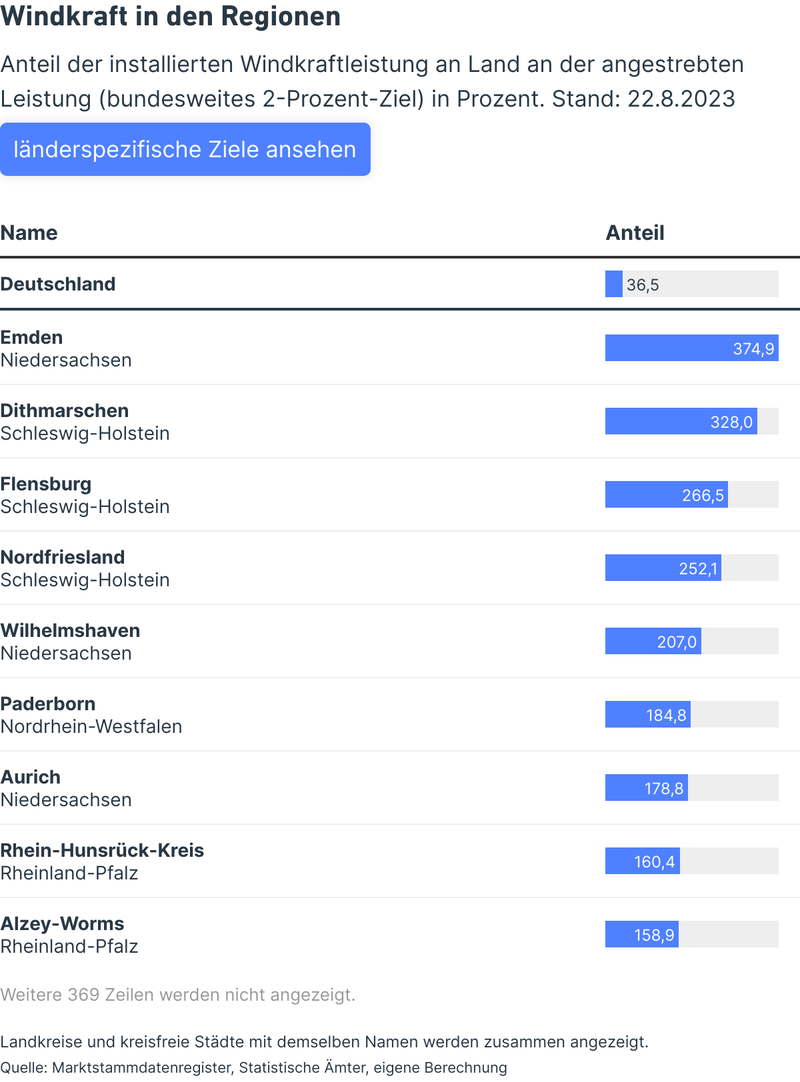 Windkraft in den Regionen
Anteil der installierten Windkraftleistung an Land an der angestrebten
Leistung (bundesweites 2-Prozent-Ziel) in Prozent. Stand: 22.8.2023
länderspezifische Ziele ansehen
Name Anteil
Deutschland 36,5
Emden
Niedersachsen
374,9
Dithmarschen
Schleswig-Holstein
328,0
Flensburg
Schleswig-Holstein
266,5
Nordfriesland
Schleswig-Holstein
252,1
Wilhelmshaven
Niedersachsen
207,0
Paderborn
Nordrhein-Westfalen
184,8
Aurich
Niedersachsen
178,8
Rhein-Hunsrück-Kreis
Rheinland-Pfalz
160,4
Alzey-Worms
Rheinland-Pfalz
158,9
Weitere 369 Zeilen werden nicht angezeigt.
Landkreise und kreisfreie Städte mit demselben Namen werden zusammen angezeigt.
Quelle: Marktstammdatenregister, Statistische Ämter, eigene Berechnung